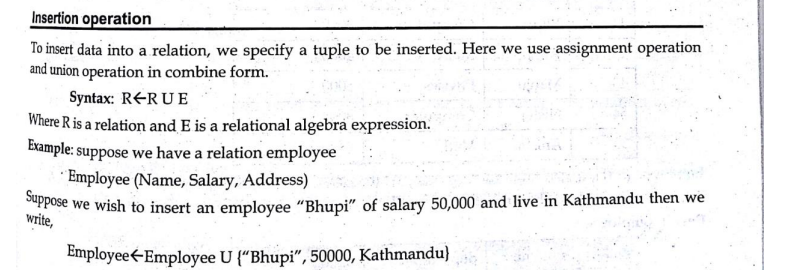 Insertion operation
To insert data into a relation, we specify a tuple to be inserted. Here we use assignment operation
and union operation in combine form.
Syntax: R←R U E
Where R is a relation and E is a relational algebra expression.
Example: suppose we have a relation employee
Employee (Name, Salary, Address)
Suppose we wish to insert an employee “Bhupi” of salary 50,000 and live in Kathmandu then we
write,
Employee←Employee U {“Bhupi”, 50000, Kathmandu}